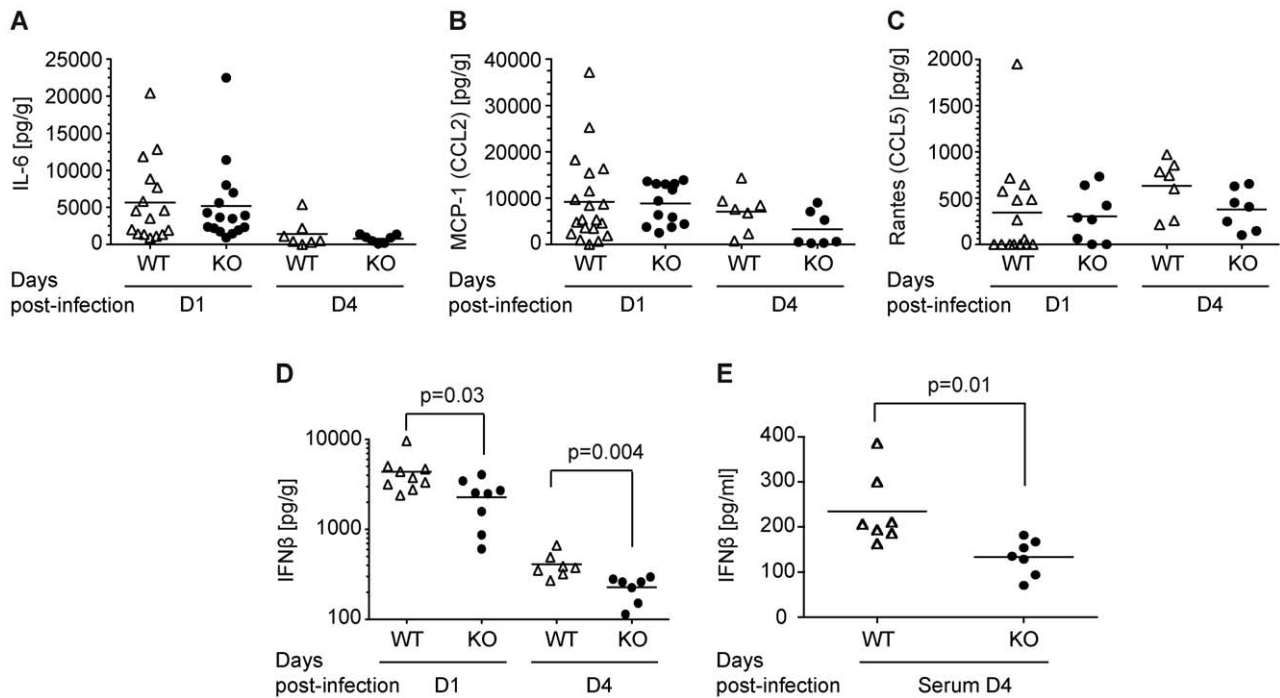 A
IL-6 [pg/g]
25000
20000
15000
10000
5000
0
WT KO WT KO
Days
post-infection D1 D4
B
MCP-1 (CCL2) [pg/g]
40000
30000
20000
10000
0
WT KO WT KO
Days
post-infection D1 D4
C
Rantes (CCL5) [pg/g]
2000
1500
1000
500
0
WT KO WT KO
Days
post-infection D1 D4
D
IFNβ [pg/g]
p=0.03
p=0.004
10000
1000
100
WT KO WT KO
Days
post-infection D1 D4
E
IFNβ [pg/ml]
p=0.01
400
300
200
100
0
WT KO
Days
post-infection Serum D4